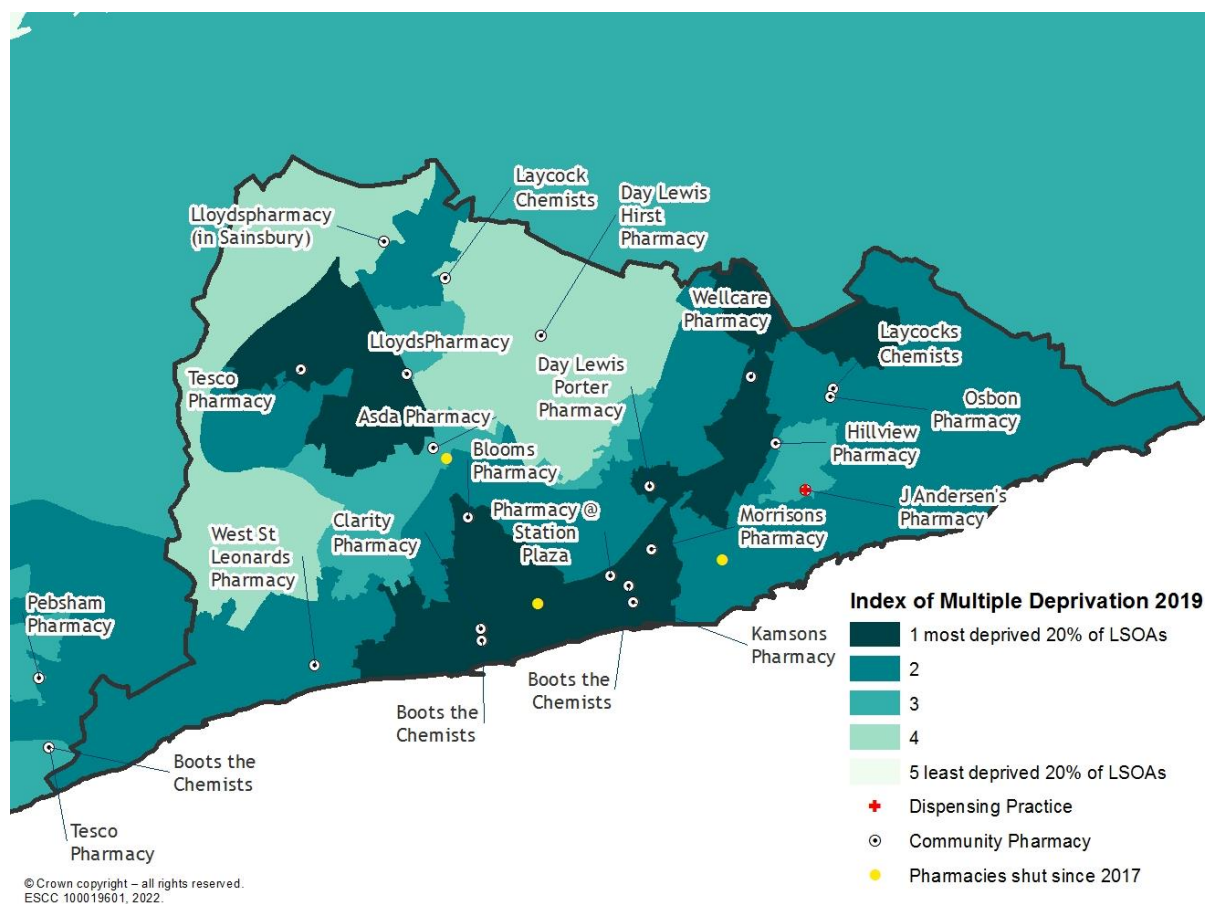 Laycock
Chemists
Day Lewis
Hirst
Pharmacy
Lloydspharmacy
(in Sainsbury)
Wellcare
Pharmacy
LloydsPharmacy
Laycocks
Chemists
Tesco
Pharmacy
Day Lewis
Porter
Pharmacy
Osbon
Pharmacy
Asda Pharmacy
Hillview
Pharmacy
Blooms
Pharmacy
J Andersen's
Pharmacy
Pharmacy @
Station
Plaza
Morrisons
Pharmacy
Clarity
Pharmacy
West St
Leonards
Pharmacy
Pebsham
Pharmacy
Kamsons
Pharmacy
Boots the
Chemists
Boots the
Chemists
Boots the
Chemists
Tesco
Pharmacy
Index of Multiple Deprivation 2019
1 most deprived 20% of LSOAs
2
3
4
5 least deprived 20% of LSOAs
Dispensing Practice
Community Pharmacy
Pharmacies shut since 2017
© Crown copyright – all rights reserved.
ESCC 100019601, 2022.